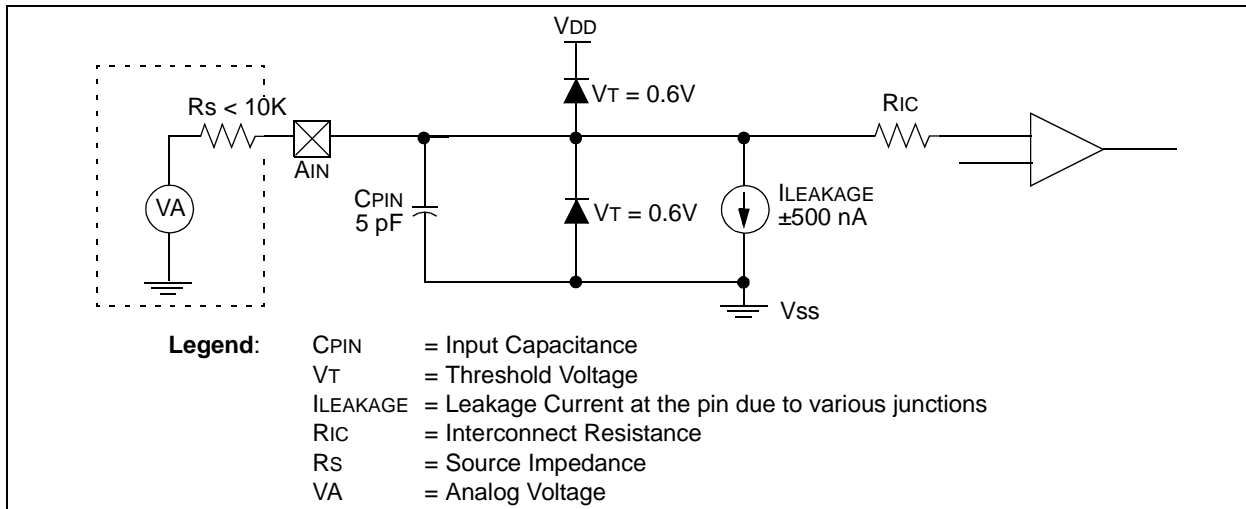 VDD
VT = 0.6V
RS < 10K
RIC
AIN
VA
CPIN
5 pF
VT = 0.6V
ILEAKAGE
±500 nA
VSS
Legend:
CPIN = Input Capacitance
VT = Threshold Voltage
ILEAKAGE = Leakage Current at the pin due to various junctions
RIC = Interconnect Resistance
RS = Source Impedance
VA = Analog Voltage